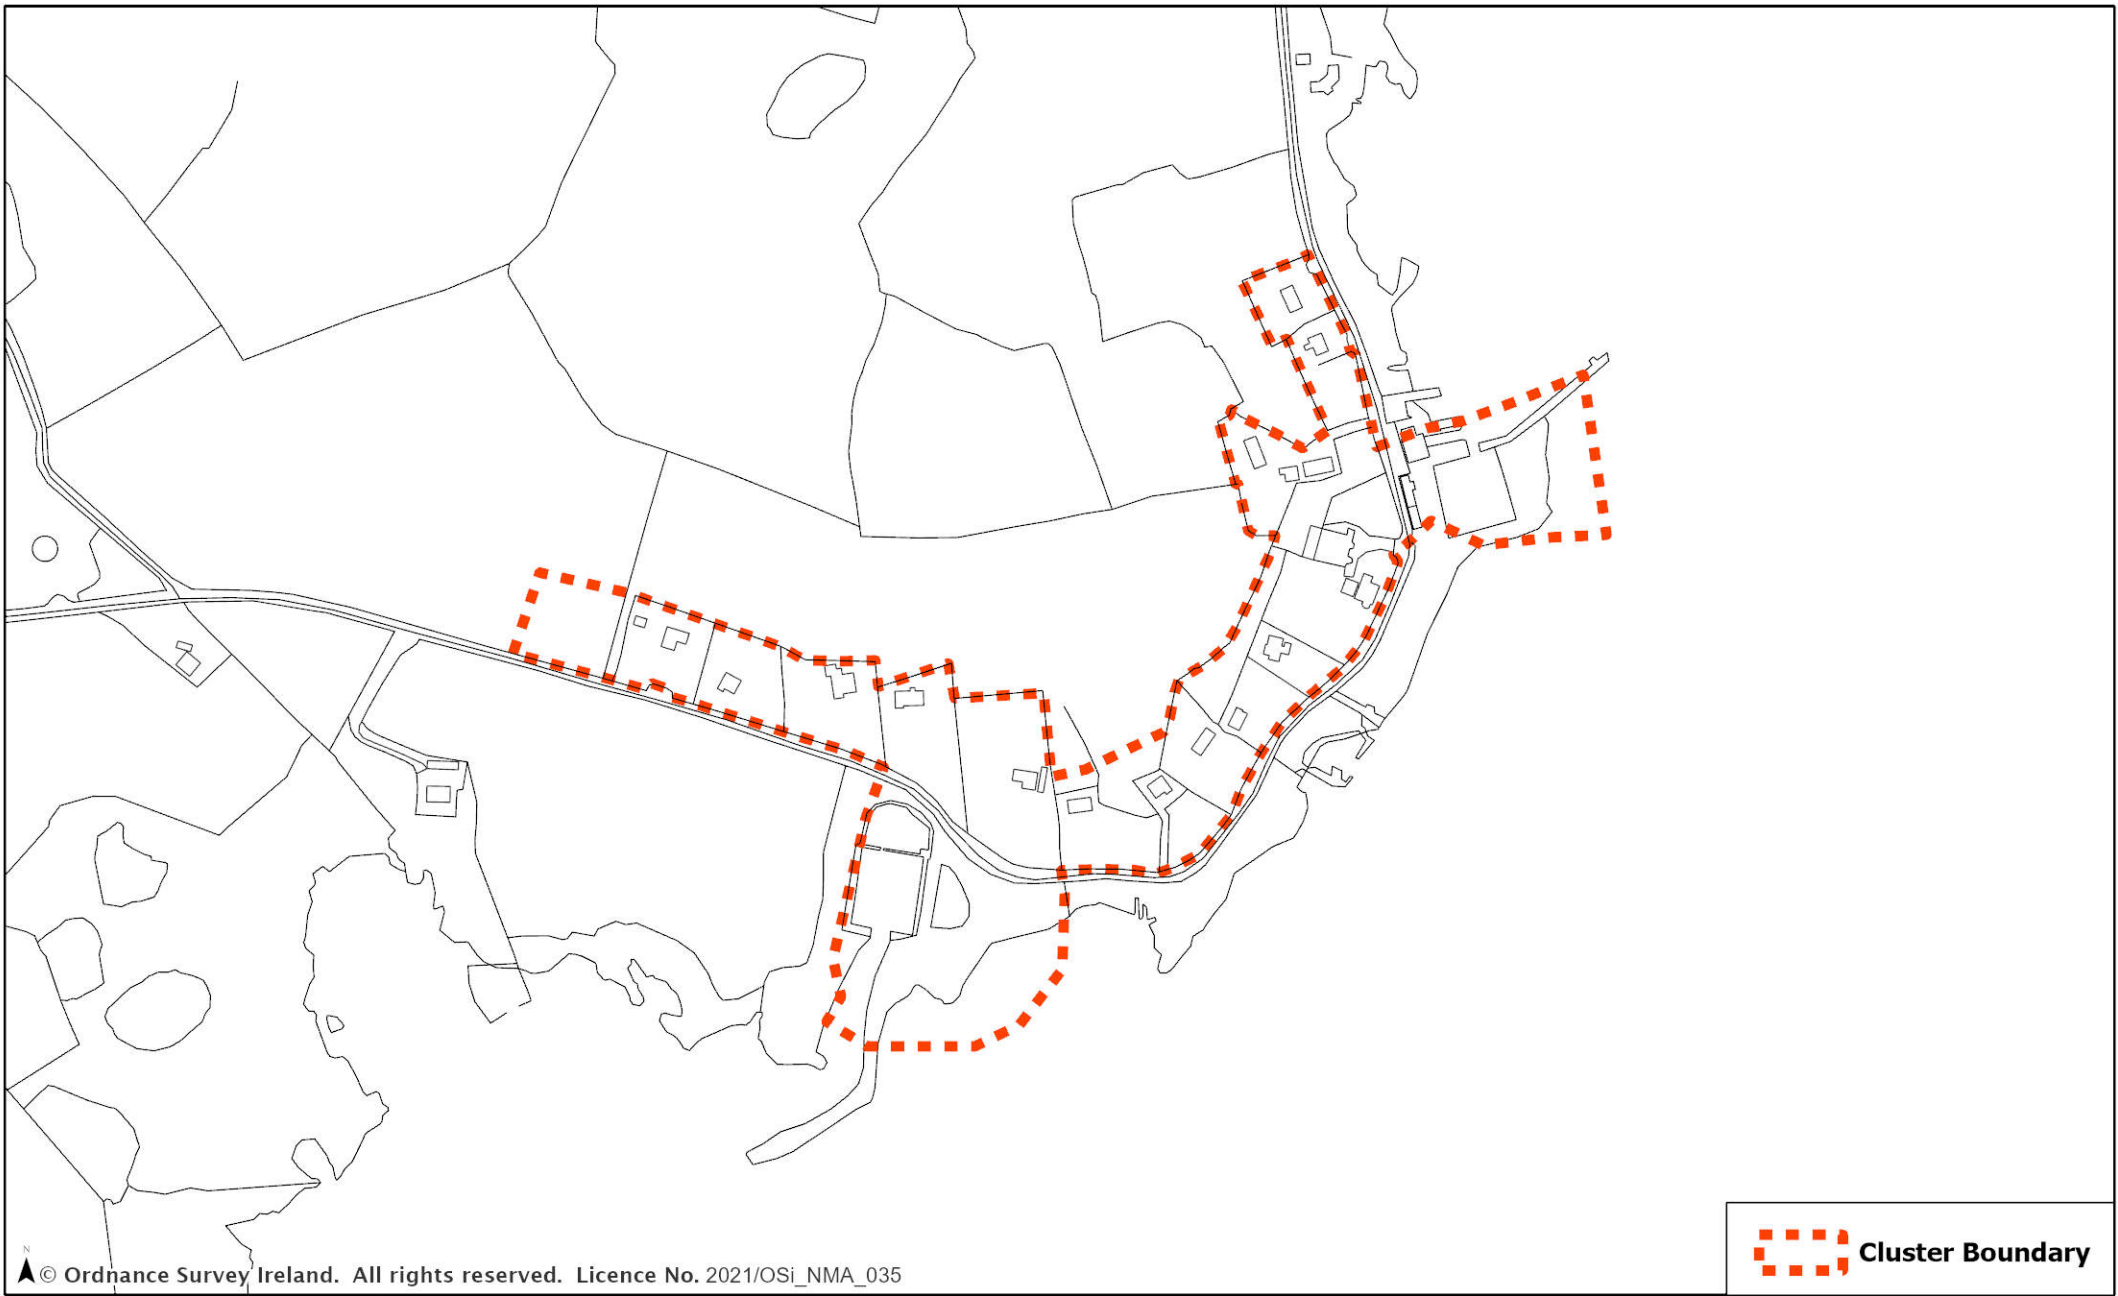 Cluster Boundary
N
© Ordnance Survey Ireland. All rights reserved. Licence No. 2021/OSi_NMA_035